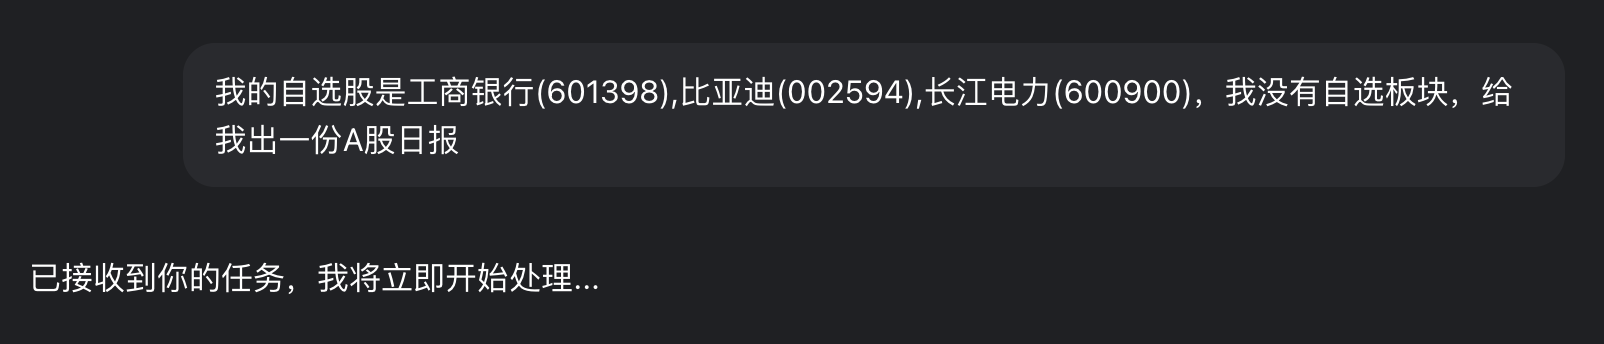 我的自选股是工商银行(601398),比亚迪(002594),长江电力(600900)，我没有自选板块，给
我出一份A股日报
已接收到你的任务，我将立即开始处理...